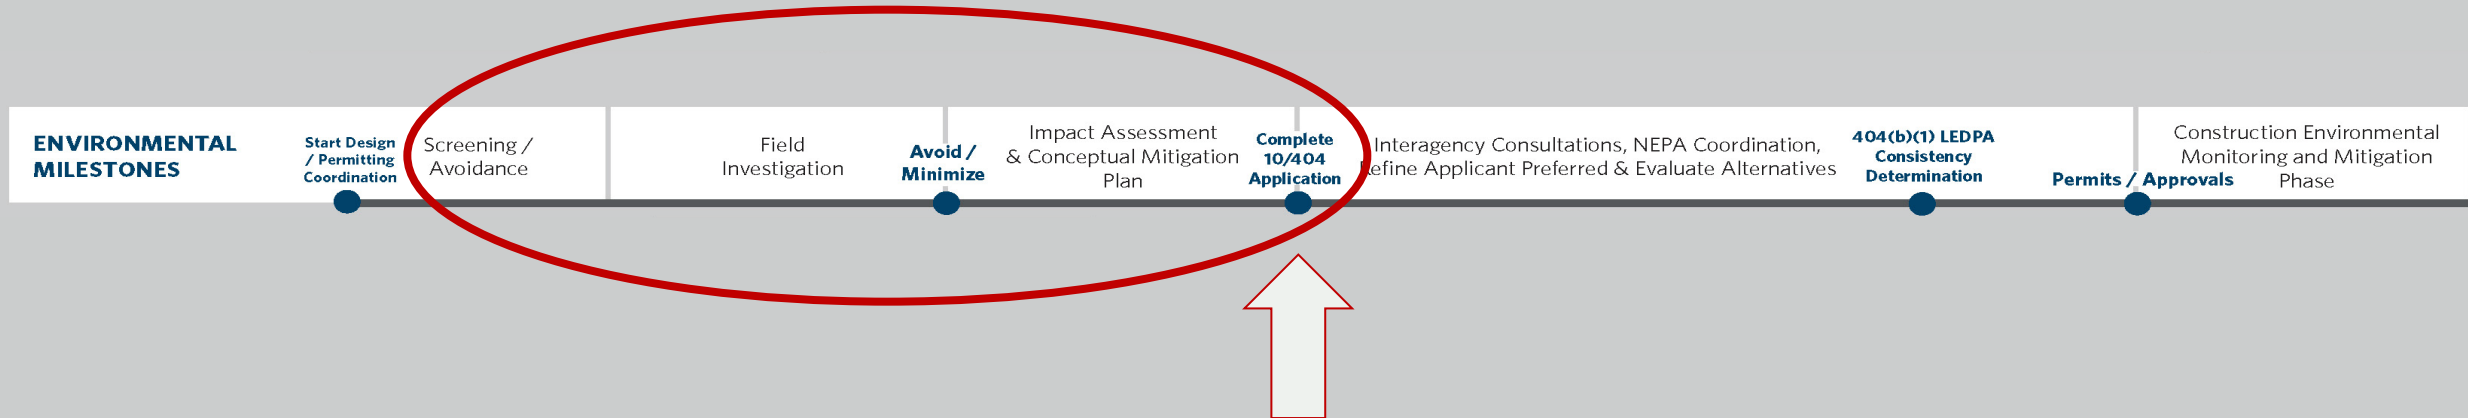 ENVIRONMENTAL
MILESTONES
Start Design
/ Permitting
Coordination
Screening /
Avoidance
Field
Investigation
Avoid /
Minimize
Impact Assessment
& Conceptual Mitigation
Plan
Complete
10/404
Application
Interagency Consultations, NEPA Coordination,
Refine Applicant Preferred & Evaluate Alternatives
404(b)(1) LEDPA
Consistency
Determination
Permits / Approvals
Construction Environmental
Monitoring and Mitigation
Phase